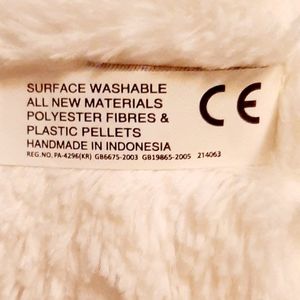 SURFACE WASHABLE
ALL NEW MATERIALS
POLYESTER FIBRES &
PLASTIC PELLETS
HANDMADE IN INDONESIA
REG.NO. PA-4296(KR) GB6675-2003 GB19865-2005 214063
CE